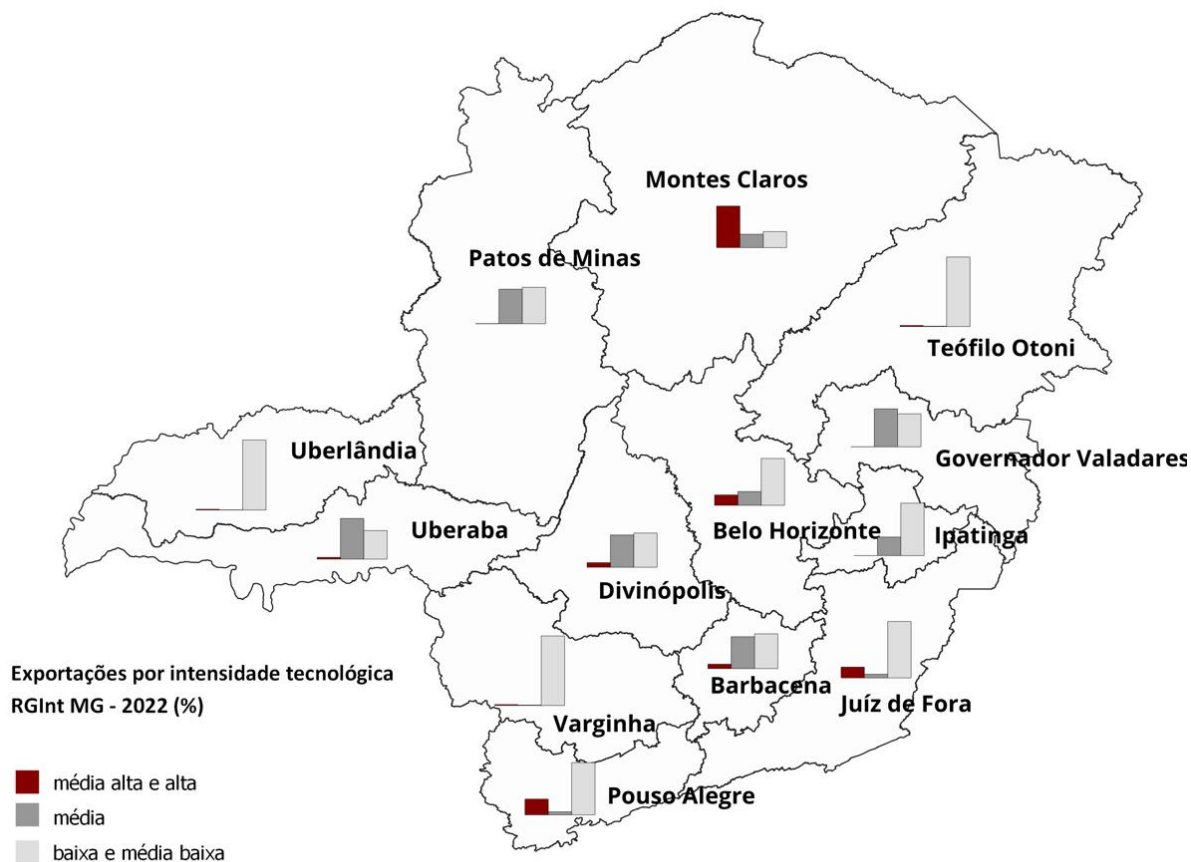 Montes Claros
Patos de Minas
Teófilo Otoni
Uberlândia
Governador Valadares
Uberaba
Belo Horizonte
Ipatinga
Divinópolis
Barbacena
Juíz de Fora
Varginha
Pouso Alegre
Exportações por intensidade tecnológica
RGInt MG - 2022 (%)
média alta e alta
média
baixa e média baixa